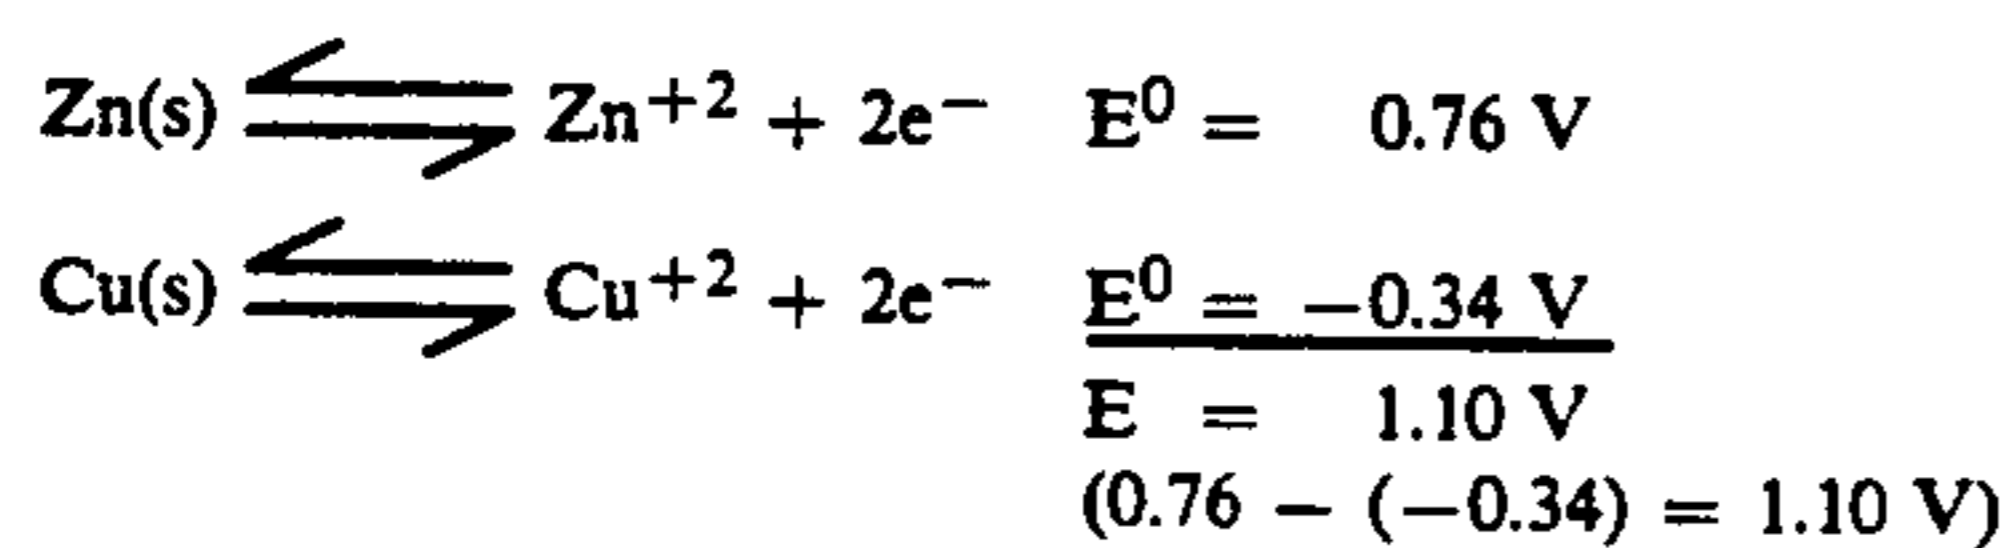 Zn(s) ⇌ Zn⁺² + 2e⁻ E⁰ = 0.76 V
Cu(s) ⇌ Cu⁺² + 2e⁻ E⁰ = −0.34 V
E = 1.10 V
(0.76 − (−0.34) = 1.10 V)